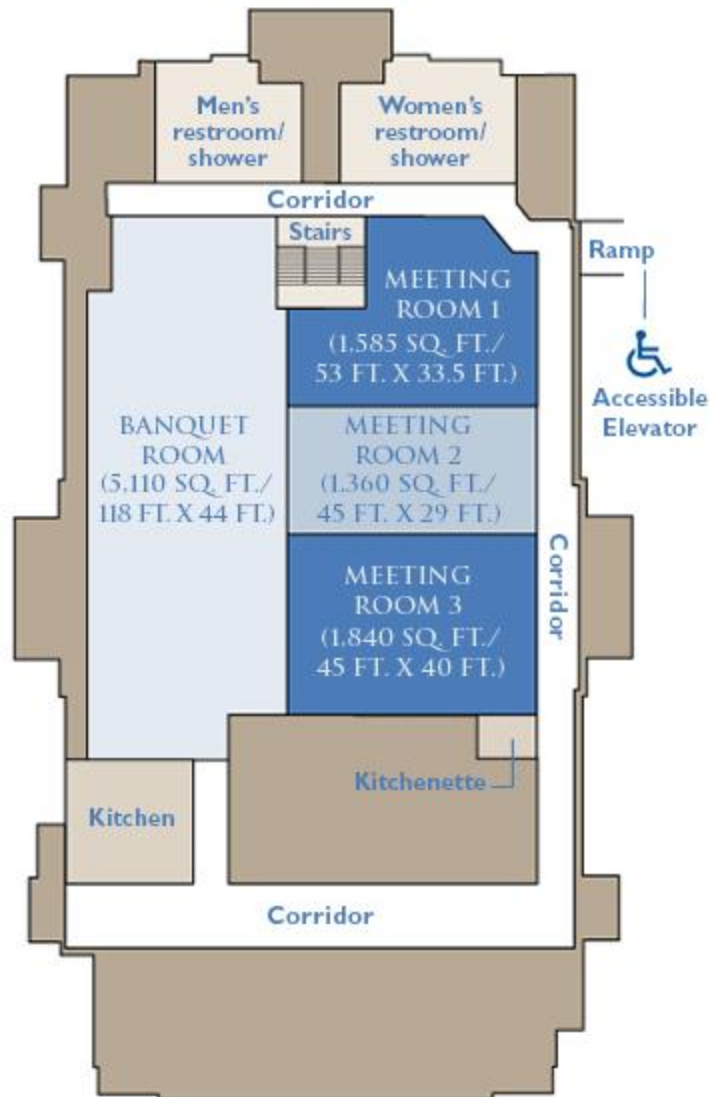 Men's
restroom/
shower
Women's
restroom/
shower
Corridor
Stairs
Ramp
MEETING
ROOM 1
(1,585 SQ. FT./
53 FT. X 33.5 FT.)
Accessible
Elevator
BANQUET
ROOM
(5,110 SQ. FT./
118 FT. X 44 FT.)
MEETING
ROOM 2
(1,360 SQ. FT./
45 FT. X 29 FT.)
Corridor
MEETING
ROOM 3
(1,840 SQ. FT./
45 FT. X 40 FT.)
Kitchenette
Kitchen
Corridor